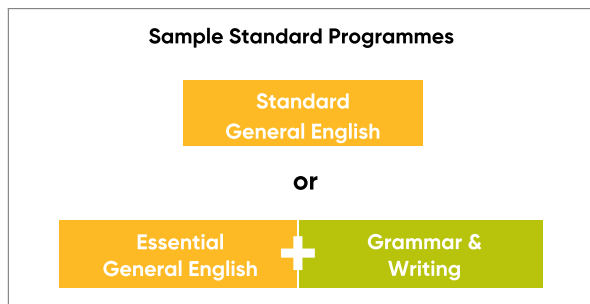 Sample Standard Programmes
Standard
General English
or
Essential
General English
+
Grammar &
Writing